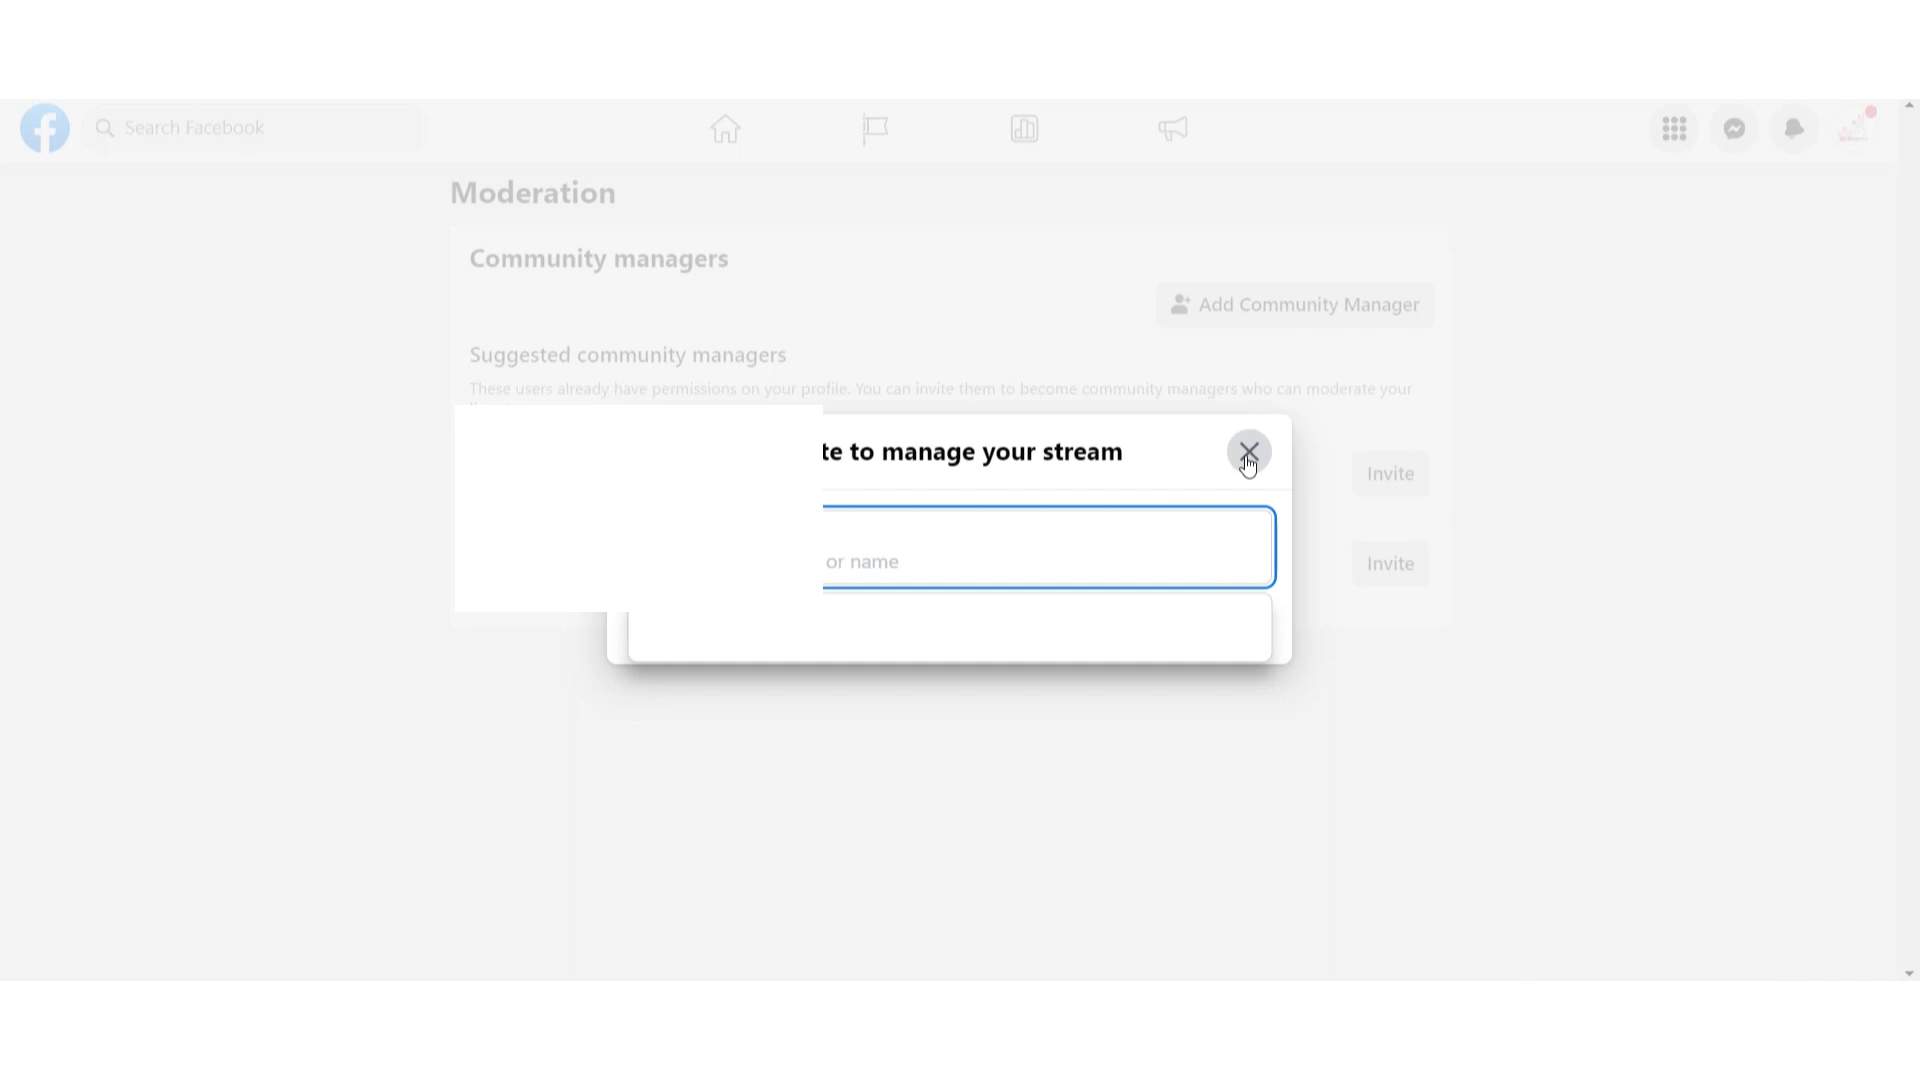 Search Facebook
Moderation
Community managers
Add Community Manager
Suggested community managers
These users already have permissions on your profile. You can invite them to become community managers who can moderate your
te to manage your stream
Invite
or name
Invite